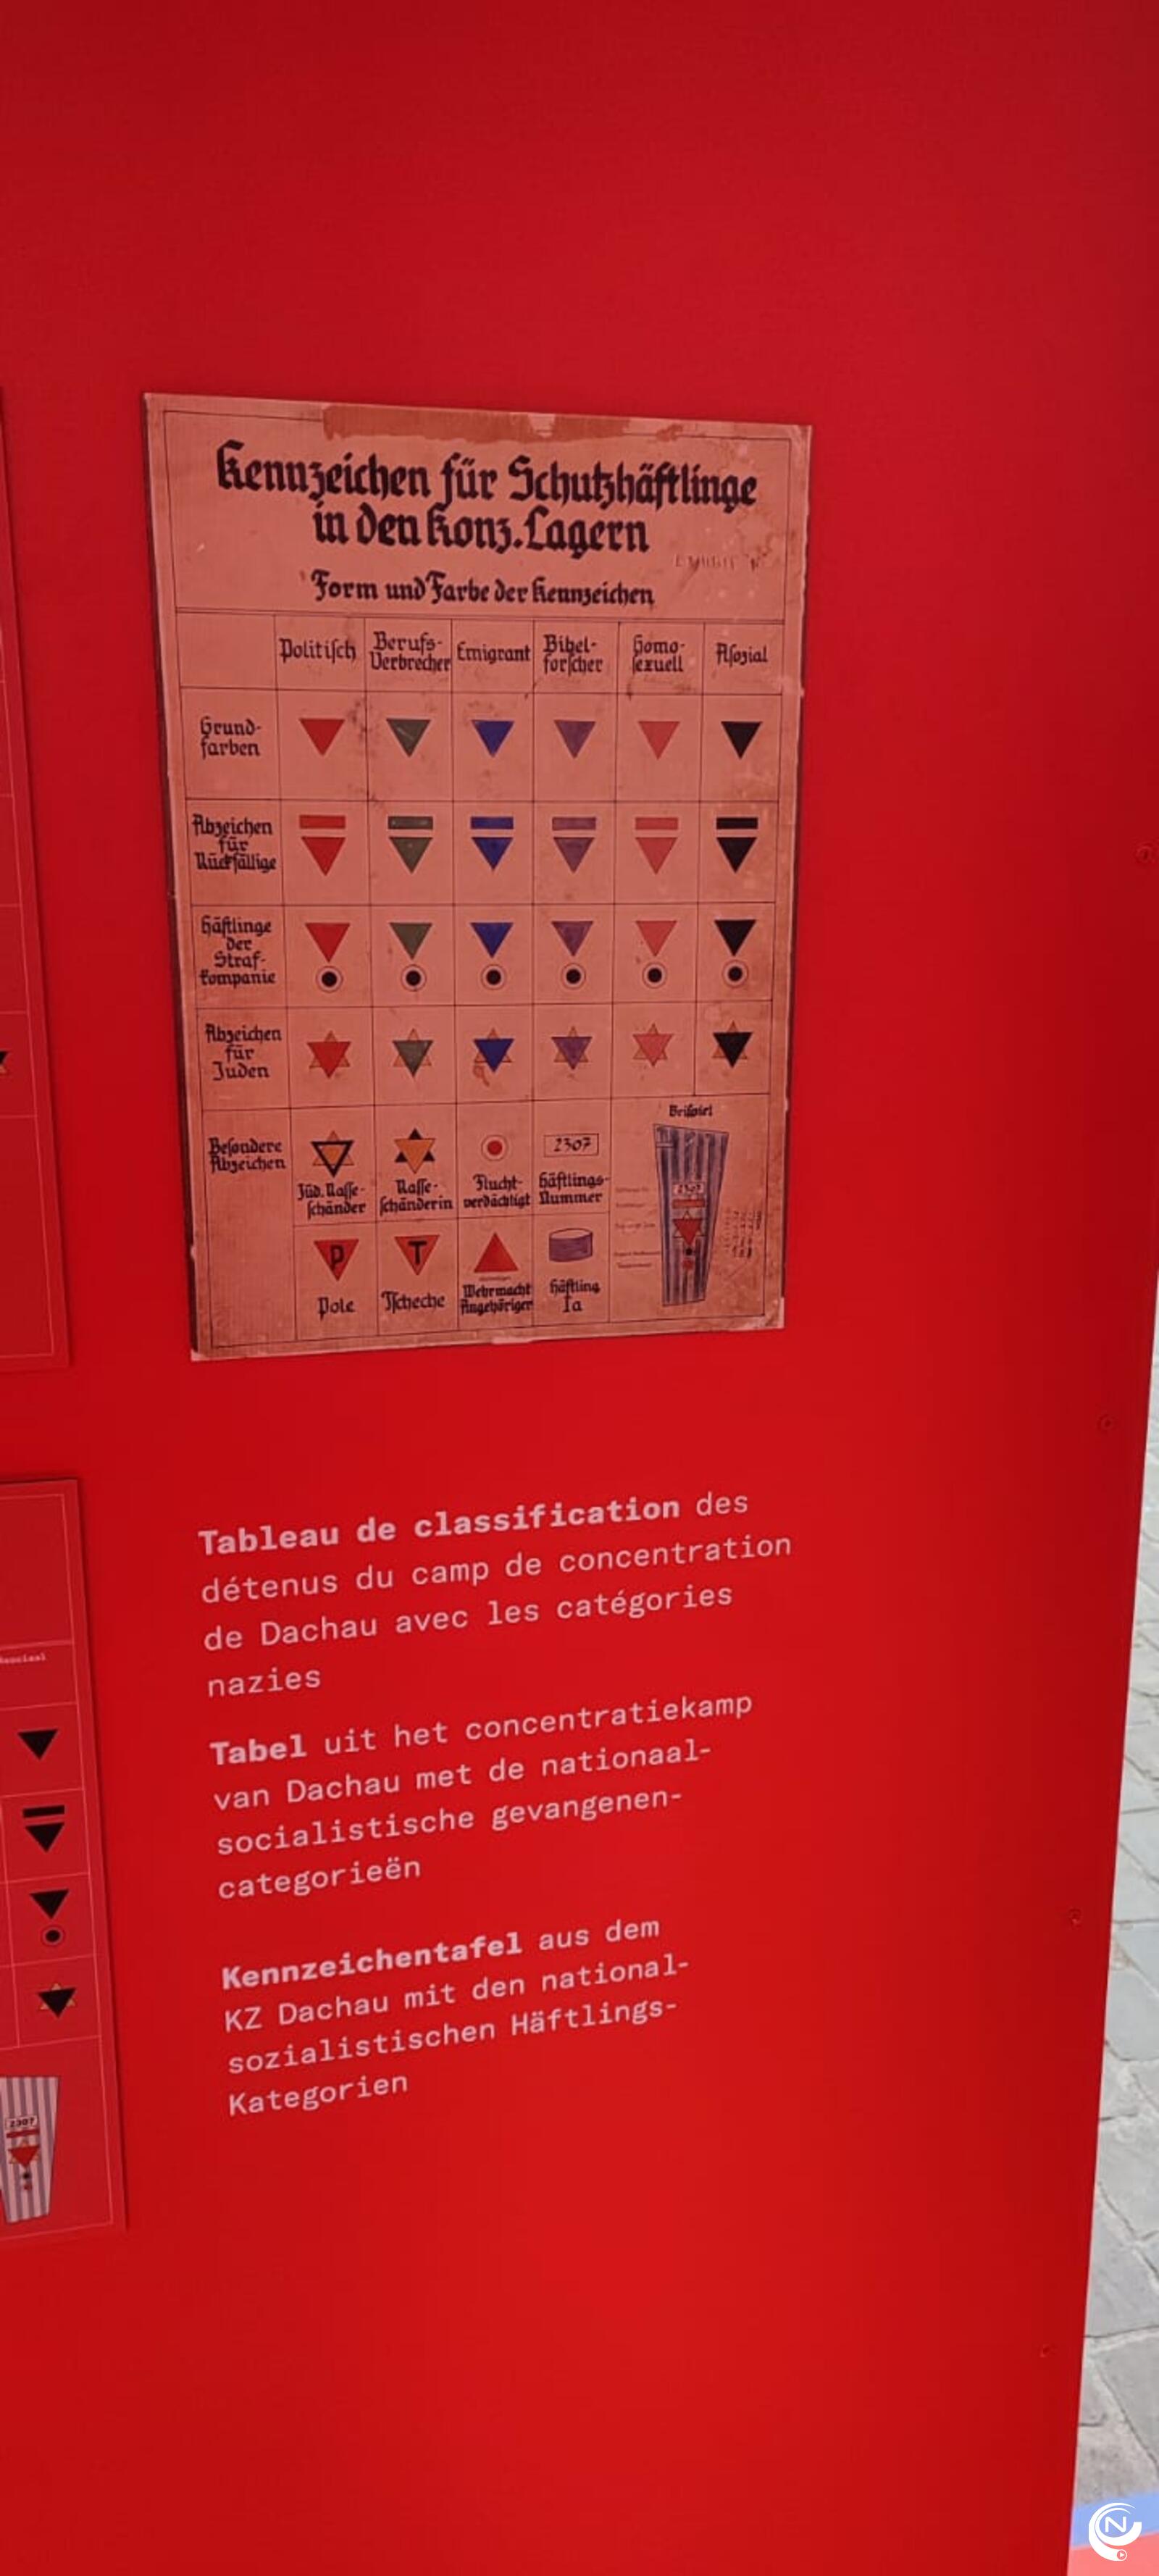 Kennzeichen für Schutzhäftlinge
in den Konz.Lagern
Form und Farbe der Kennzeichen
Politisch
Berufs-
Verbrecher
Emigrant
Bibel-
forscher
Homo-
sexuell
Asozial
Grund-
farben
Abzeichen
für
Rückfällige
Häftlinge
der
Straf-
kompanie
Abzeichen
für
Juden
Besondere
Abzeichen
Jüd. Rasse-
schänder
Rasse-
schänderin
Flucht-
verdächtigt
2307
Häftlings-
Nummer
Beispiel
2307
P
Pole
T
Tscheche
Wehrmacht
Angehöriger
Häftling
Ia
Tableau de classification des
détenus du camp de concentration
de Dachau avec les catégories
nazies
Tabel uit het concentratiekamp
van Dachau met de nationaal-
socialistische gevangenen-
categorieën
Kennzeichentafel aus dem
KZ Dachau mit den national-
sozialistischen Häftlings-
Kategorien
2307
N